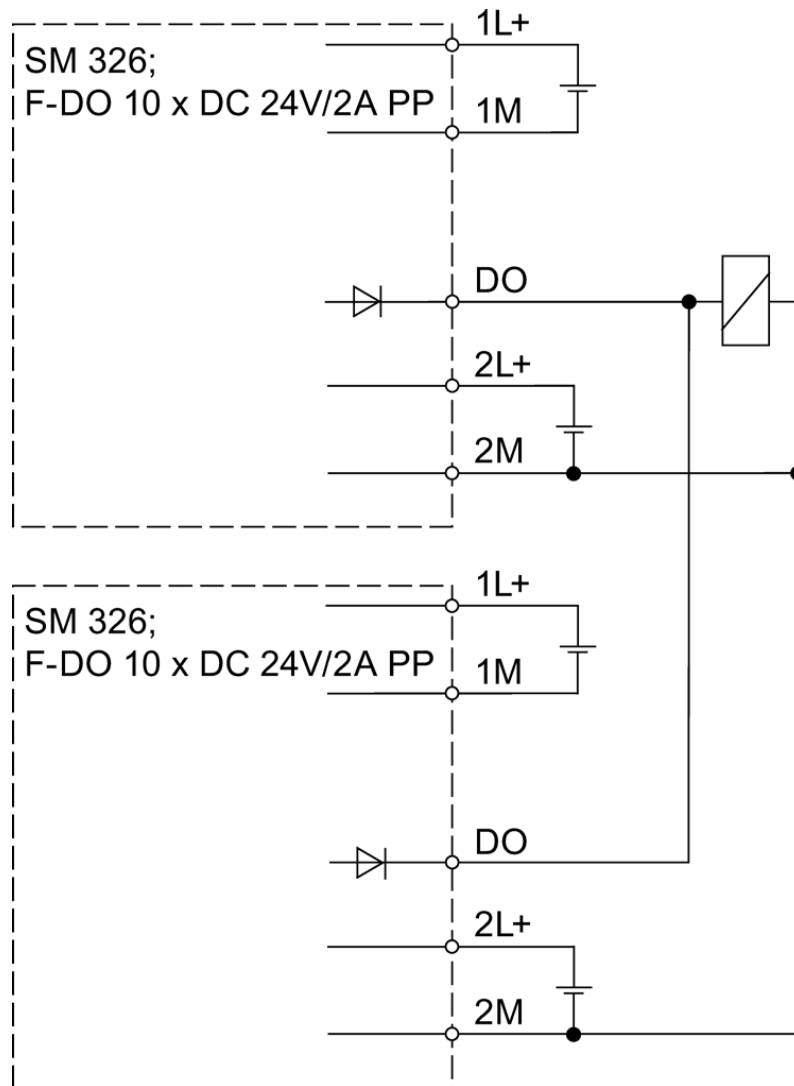 1L+
SM 326;
F-DO 10 x DC 24V/2A PP
1M
DO
2L+
2M
1L+
SM 326;
F-DO 10 x DC 24V/2A PP
1M
DO
2L+
2M